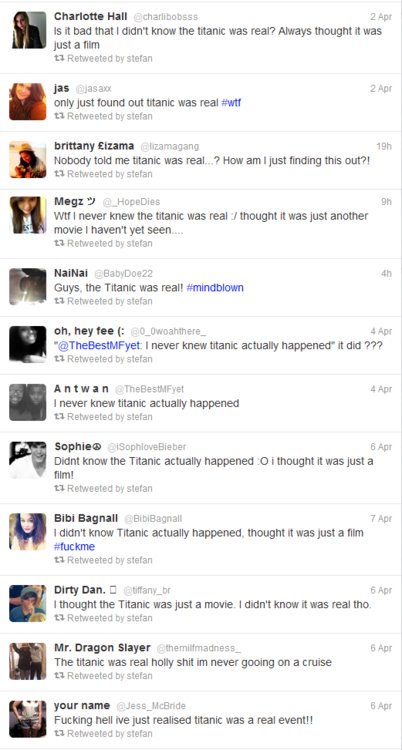 Charlotte Hall @charlibobsss 2 Apr
Is it bad that I didn't know the titanic was real? Always thought it was
just a film
Retweeted by stefan
jas @jasaxx 2 Apr
only just found out titanic was real #wtf
Retweeted by stefan
brittany £izama @lizamagang 19h
Nobody told me titanic was real...? How am I just finding this out?!
Retweeted by stefan
Megz ツ @_HopeDies 9h
Wtf I never knew the titanic was real :/ thought it was just another
movie I haven't yet seen....
Retweeted by stefan
NaiNai @BabyDoe22 4h
Guys, the Titanic was real! #mindblown
Retweeted by stefan
oh, hey fee (: @0_0woahthere_ 4 Apr
"@TheBestMFyet: I never knew titanic actually happened" it did ???
Retweeted by stefan
A n t w a n @TheBestMFyet 4 Apr
I never knew titanic actually happened
Retweeted by stefan
Sophie☮ @iSophloveBieber 6 Apr
Didnt know the Titanic actually happened :O i thought it was just a
film!
Retweeted by stefan
Bibi Bagnall @BibiBagnall 7 Apr
I didn't know Titanic actually happened, thought it was just a film
#fuckme
Retweeted by stefan
Dirty Dan. @tiffany_br 6 Apr
I thought the Titanic was just a movie. I didn't know it was real tho.
Retweeted by stefan
Mr. Dragon Slayer @themilfmadness_ 6 Apr
The titanic was real holly shit im never gooing on a cruise
Retweeted by stefan
your name @Jess_McBride 6 Apr
Fucking hell ive just realised titanic was a real event!!
Retweeted by stefan